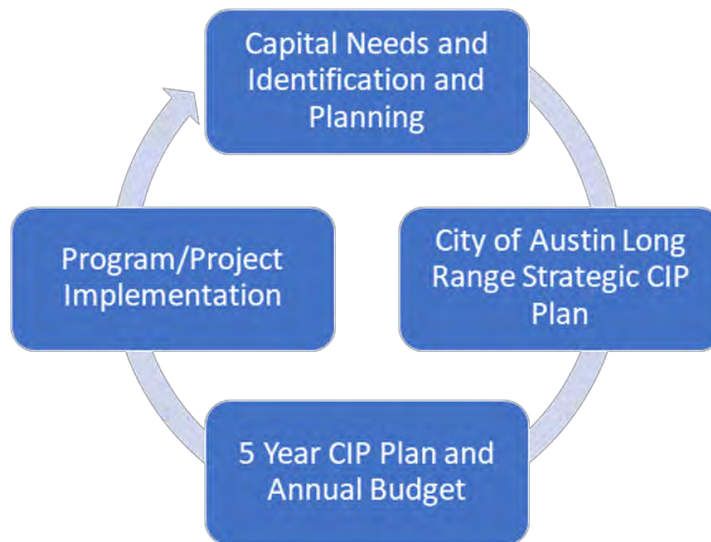 Capital Needs and
Identification and
Planning
City of Austin Long
Range Strategic CIP
Plan
5 Year CIP Plan and
Annual Budget
Program/Project
Implementation